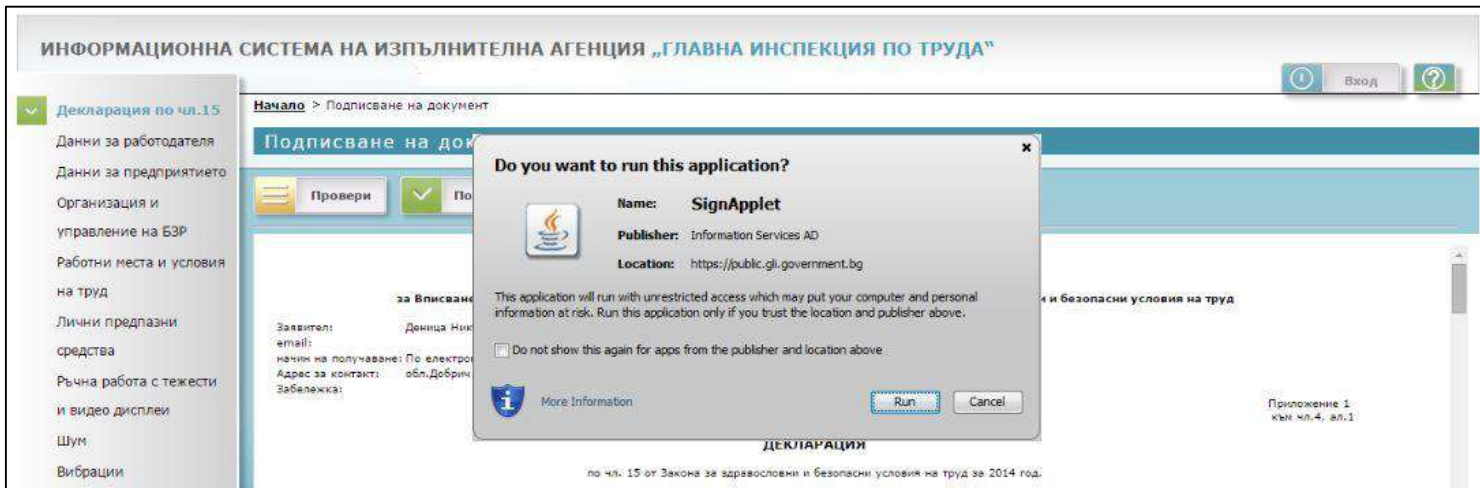 ИНФОРМАЦИОННА СИСТЕМА НА ИЗПЪЛНИТЕЛНА АГЕНЦИЯ „ГЛАВНА ИНСПЕКЦИЯ ПО ТРУДА“
Вход
Декларация по чл.15
Данни за работодателя
Данни за предприятието
Организация и
управление на БЗР
Работни места и условия
на труд
Лични предпазни
средства
Ръчна работа с тежести
и видео дисплеи
Шум
Вибрации
Начало > Подписване на документ
Подписване на док
Провери
По
Do you want to run this application?
Name: SignApplet
Publisher: Information Services AD
Location: https://public.gli.government.bg
This application will run with unrestricted access which may put your computer and personal
information at risk. Run this application only if you trust the location and publisher above.
Do not show this again for apps from the publisher and location above
More Information
Run
Cancel
за Вписване
и безопасни условия на труд
Заявител: Деница Ник
email:
начин на получаване: По електрон
Адрес за контакт: обл.Добрич
Забележка:
Приложение 1
към чл.4, ал.1
ДЕКЛАРАЦИЯ
по чл. 15 от Закона за здравословни и безопасни условия на труд за 2014 год.